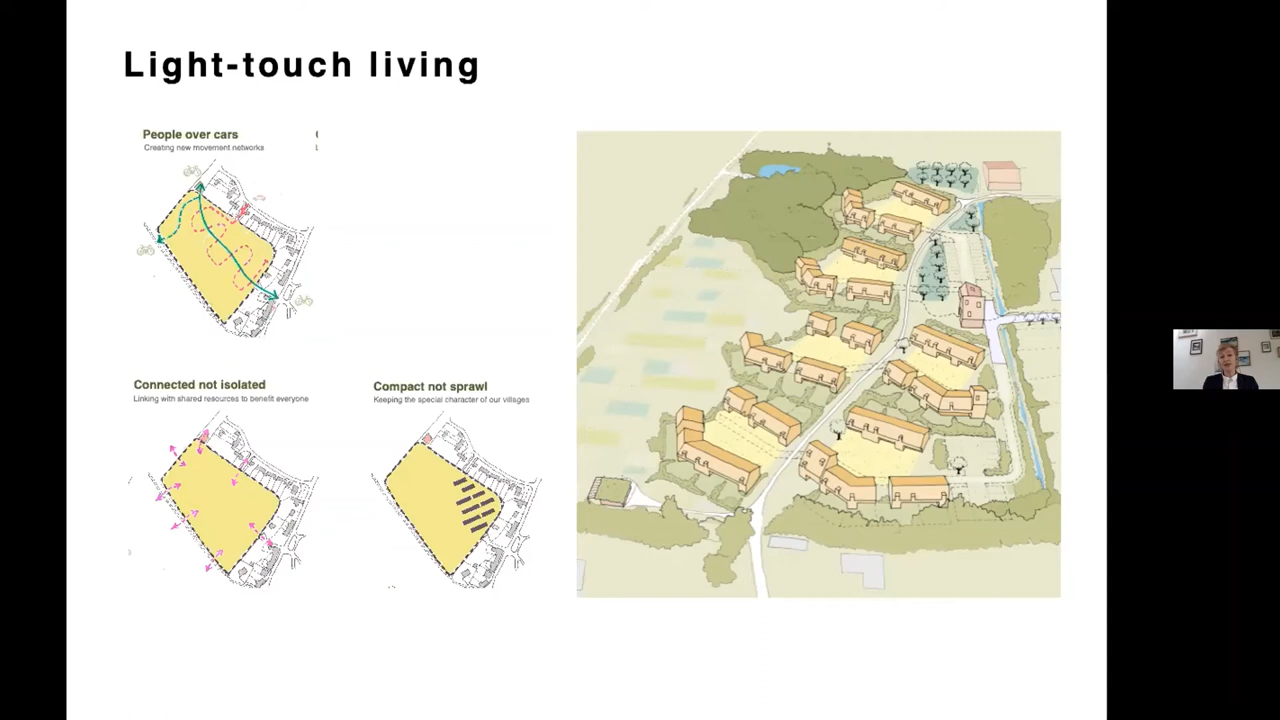 Light-touch living
People over cars
Creating new movement networks
Connected not isolated
Linking with shared resources to benefit everyone
Compact not sprawl
Keeping the special character of our villages